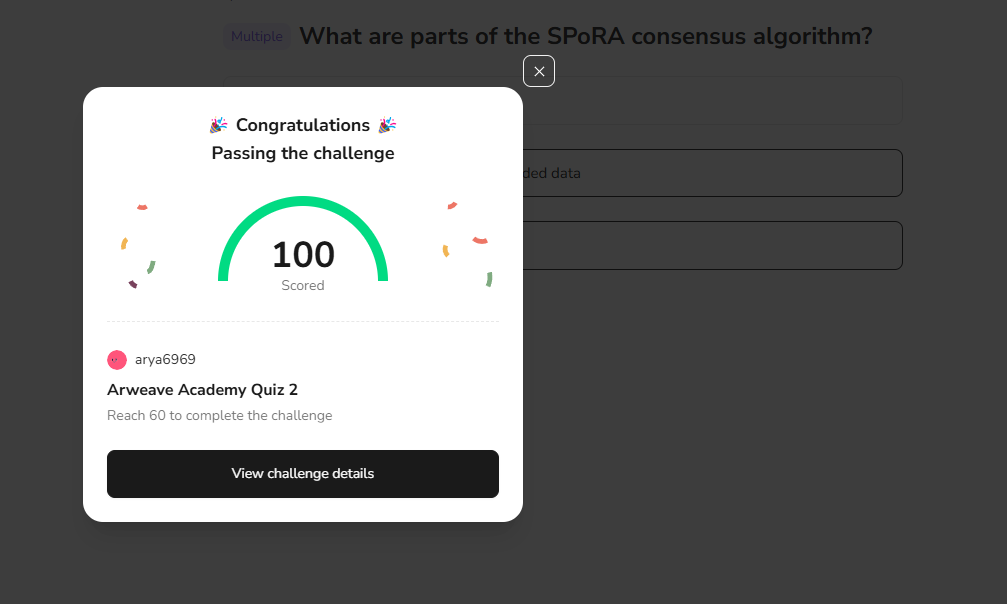 Multiple What are parts of the SPoRA consensus algorithm?
ded data
Congratulations
Passing the challenge
100
Scored
arya6969
Arweave Academy Quiz 2
Reach 60 to complete the challenge
View challenge details